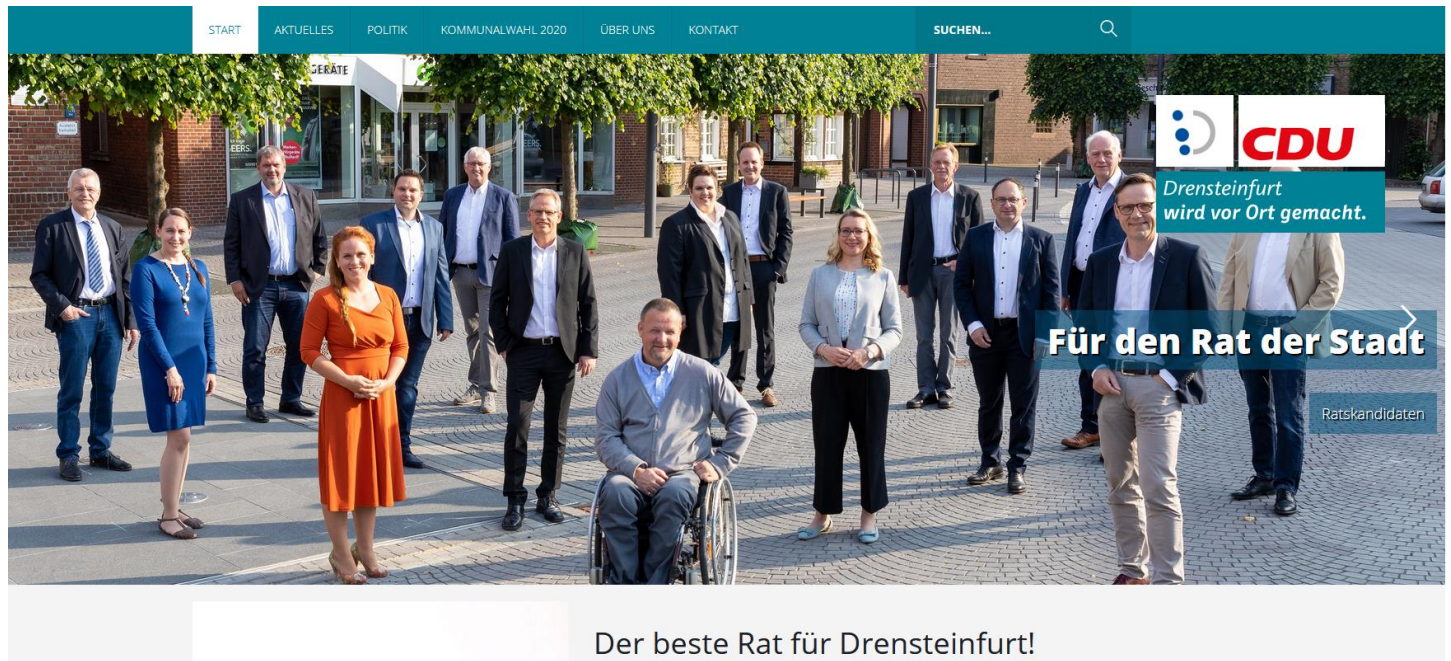 START AKTUELLES POLITIK KOMMUNALWAHL 2020 ÜBER UNS KONTAKT SUCHEN...
GERÄTE
CDU
Drensteinfurt
wird vor Ort gemacht.
Für den Rat der Stadt
Ratskandidaten
Der beste Rat für Drensteinfurt!